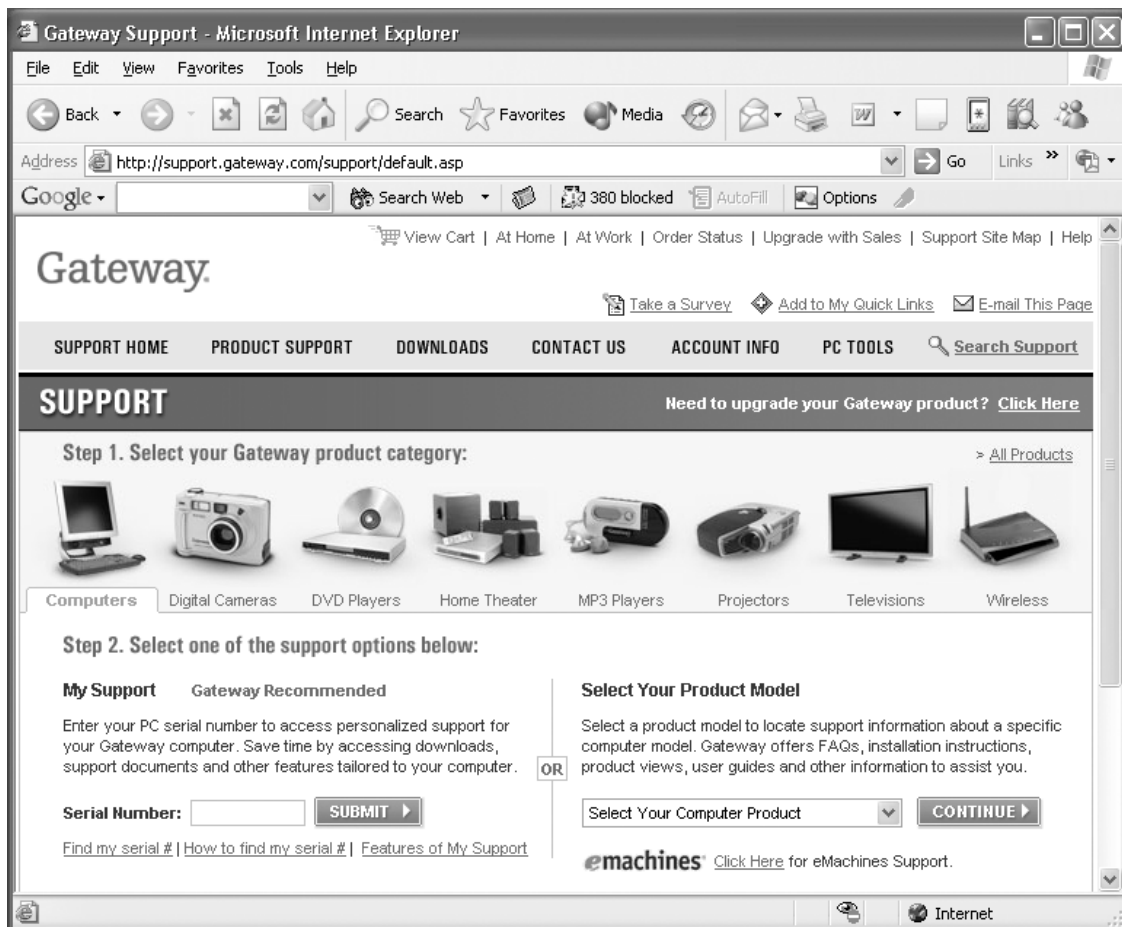 Gateway Support - Microsoft Internet Explorer
File Edit View Favorites Tools Help
Back Search Favorites Media
Address http://support.gateway.com/support/default.asp Go Links »
Google Search Web 380 blocked AutoFill Options
View Cart | At Home | At Work | Order Status | Upgrade with Sales | Support Site Map | Help
Gateway.
Take a Survey Add to My Quick Links E-mail This Page
SUPPORT HOME PRODUCT SUPPORT DOWNLOADS CONTACT US ACCOUNT INFO PC TOOLS Search Support
SUPPORT Need to upgrade your Gateway product? Click Here
Step 1. Select your Gateway product category: > All Products
Computers Digital Cameras DVD Players Home Theater MP3 Players Projectors Televisions Wireless
Step 2. Select one of the support options below:
My Support Gateway Recommended
Enter your PC serial number to access personalized support for
your Gateway computer. Save time by accessing downloads,
support documents and other features tailored to your computer.
Serial Number: SUBMIT
Find my serial # | How to find my serial # | Features of My Support
OR
Select Your Product Model
Select a product model to locate support information about a specific
computer model. Gateway offers FAQs, installation instructions,
product views, user guides and other information to assist you.
Select Your Computer Product CONTINUE
emachines Click Here for eMachines Support.
Internet